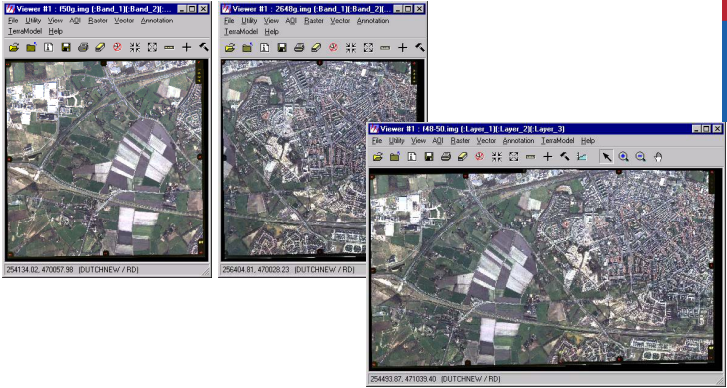 Viewer #1 : f50g.img (:Band_1)(:Band_2)(:...
File Utility View AOI Raster Vector Annotation
TerraModel Help
254134.02, 470057.98 (DUTCHNEW / RD)
Viewer #1 : 2648g.img (:Band_1)(:Band_2)(...
File Utility View AOI Raster Vector Annotation
TerraModel Help
256404.81, 470028.23 (DUTCHNEW / RD)
Viewer #1 : f48-50.img (:Layer_1)(:Layer_2)(:Layer_3)
File Utility View AOI Raster Vector Annotation TerraModel Help
254493.87, 471039.40 (DUTCHNEW / RD)